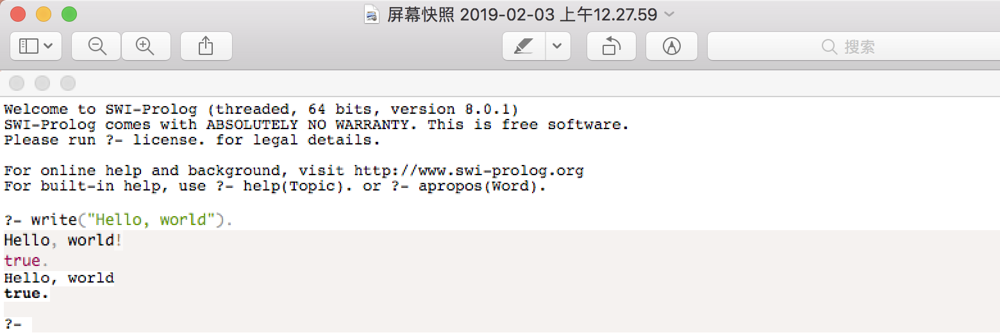 屏幕快照 2019-02-03 上午12.27.59
搜索
Welcome to SWI-Prolog (threaded, 64 bits, version 8.0.1)
SWI-Prolog comes with ABSOLUTELY NO WARRANTY. This is free software.
Please run ?- license. for legal details.
For online help and background, visit http://www.swi-prolog.org
For built-in help, use ?- help(Topic). or ?- apropos(Word).
?- write("Hello, world").
Hello, world!
true.
Hello, world
true.
?-